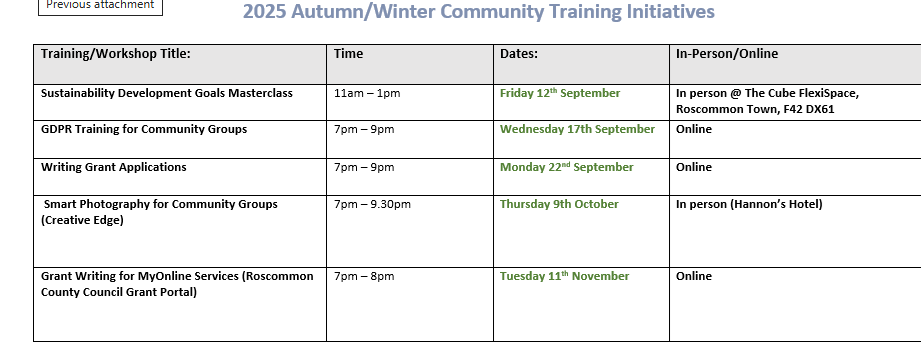 Previous attachment
2025 Autumn/Winter Community Training Initiatives
Training/Workshop Title: Time Dates: In-Person/Online
Sustainability Development Goals Masterclass 11am – 1pm Friday 12th September In person @ The Cube FlexiSpace,
Roscommon Town, F42 DX61
GDPR Training for Community Groups 7pm – 9pm Wednesday 17th September Online
Writing Grant Applications 7pm – 9pm Monday 22nd September Online
Smart Photography for Community Groups 7pm – 9.30pm Thursday 9th October In person (Hannon's Hotel)
(Creative Edge)
Grant Writing for MyOnline Services (Roscommon 7pm – 8pm Tuesday 11th November Online
County Council Grant Portal)